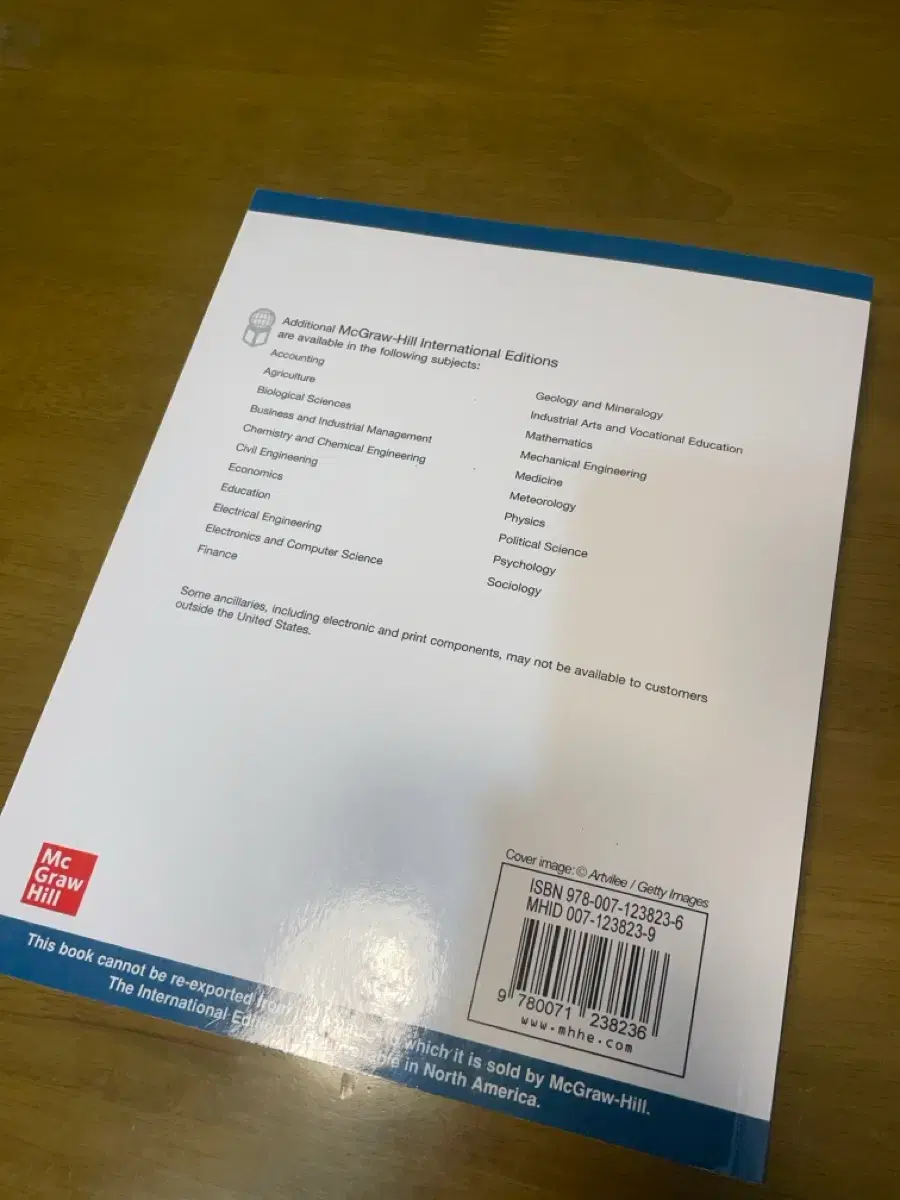 Additional McGraw-Hill International Editions
are available in the following subjects:
Accounting
Agriculture
Biological Sciences
Business and Industrial Management
Chemistry and Chemical Engineering
Civil Engineering
Economics
Education
Electrical Engineering
Electronics and Computer Science
Finance
Geology and Mineralogy
Industrial Arts and Vocational Education
Mathematics
Mechanical Engineering
Medicine
Meteorology
Physics
Political Science
Psychology
Sociology
Some ancillaries, including electronic and print components, may not be available to customers
outside the United States.
Mc
Graw
Hill
Cover image: © Artvilee / Getty Images
ISBN 978-007-123823-6
MHID 007-123823-9
9 780071 238236
www.mhhe.com
This book cannot be re-exported from which it is sold by McGraw-Hill.
The International in North America.